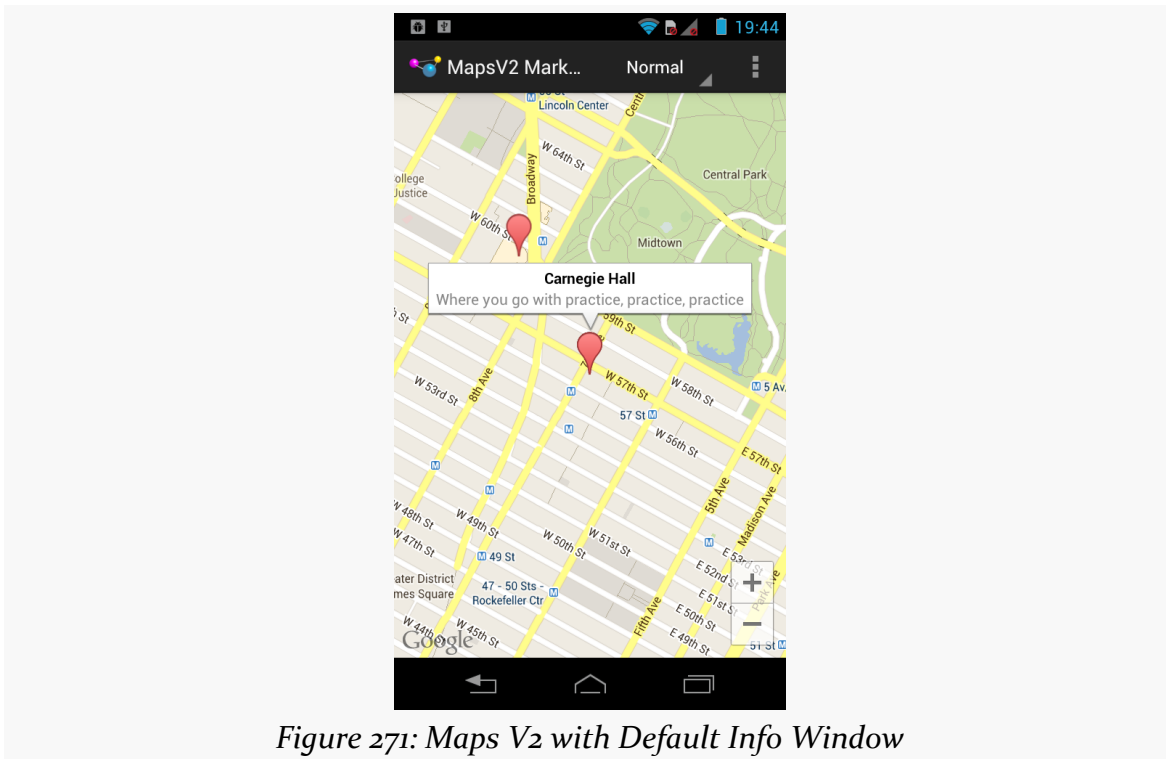 19:44
MapsV2 Mark...
Normal
Lincoln Center
W 64th St
Central Park
ollege
Justice
Broadway
W 60th St
Midtown
Carnegie Hall
Where you go with practice, practice, practice
59th St
W 57th St
W 58th St
W 53rd St
8th Ave
M 5 Av
57 St M
W 56th St
E 57th St
5th Ave
Madison Ave
W 48th St
W 49th St
W 47th St
W 50th St
W 51st St
M 49 St
E 53rd St
E 52nd St
ater District
mes Square
47 - 50 Sts -
Rockefeller Ctr
E 51st St
Park Ave
E 50th St
Fifth Ave
E 49th St
51 St M
W 44th St
W 45th St
Google
Figure 271: Maps V2 with Default Info Window